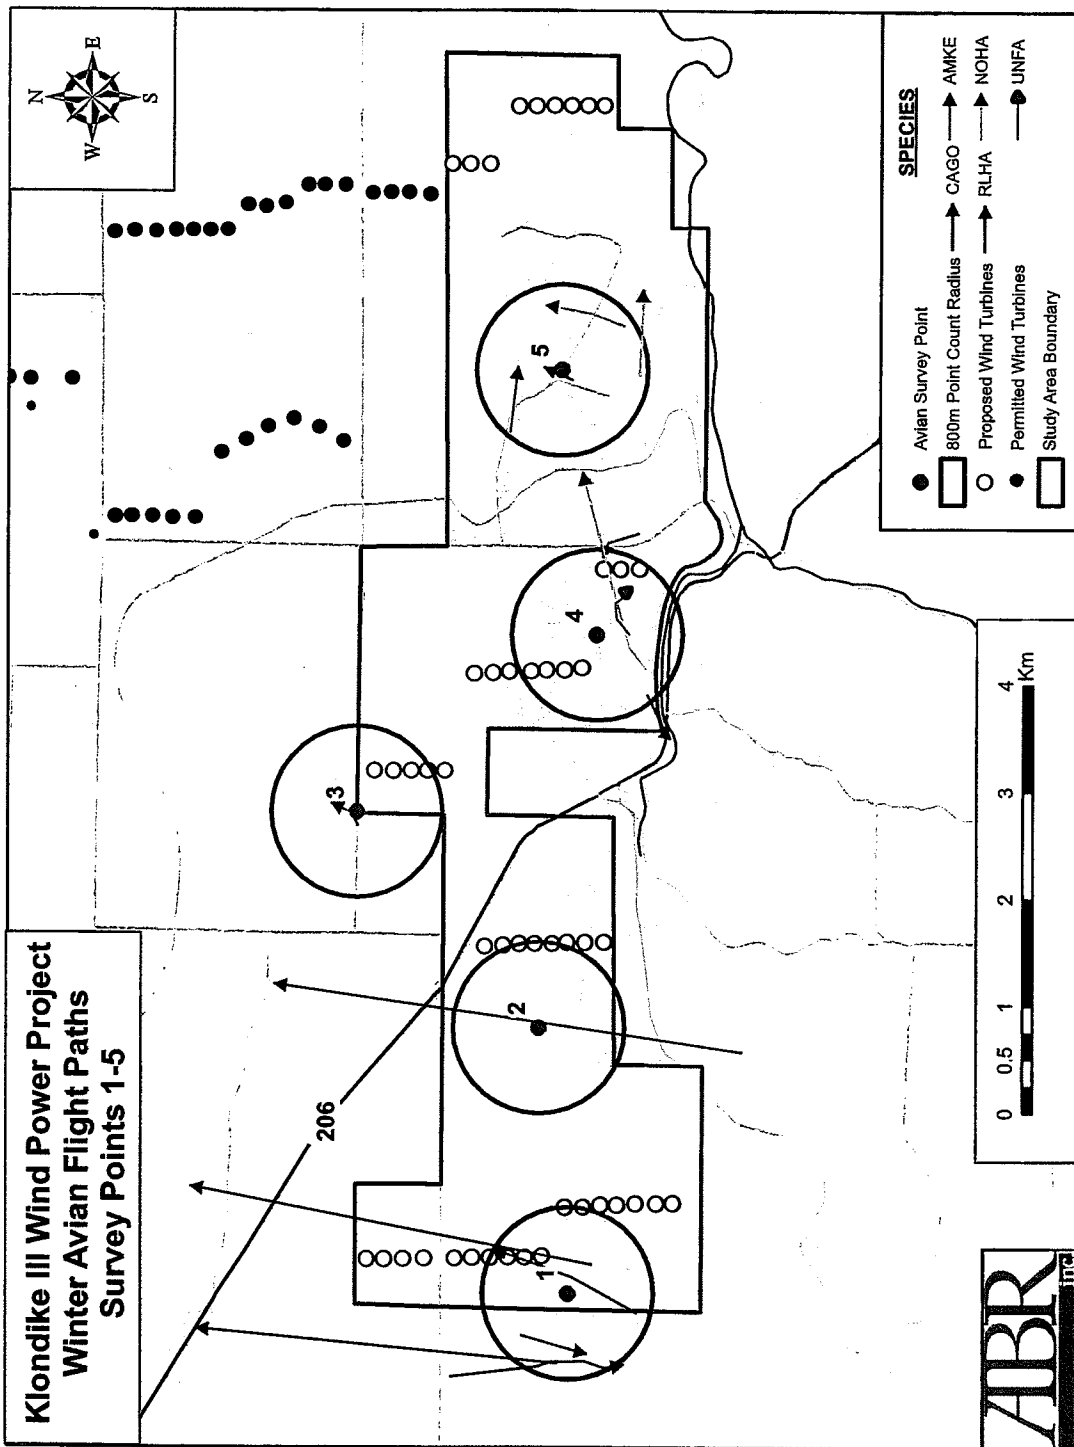 Klondike III Wind Power Project
Winter Avian Flight Paths
Survey Points 1-5
N
W
E
S
206
1
2
3
4
5
SPECIES
Avian Survey Point
800m Point Count Radius
CAGO
AMKE
Proposed Wind Turbines
RLHA
NOHA
Permitted Wind Turbines
UNFA
Study Area Boundary
0 0.5 1 2 3 4
Km
ABR
Inc